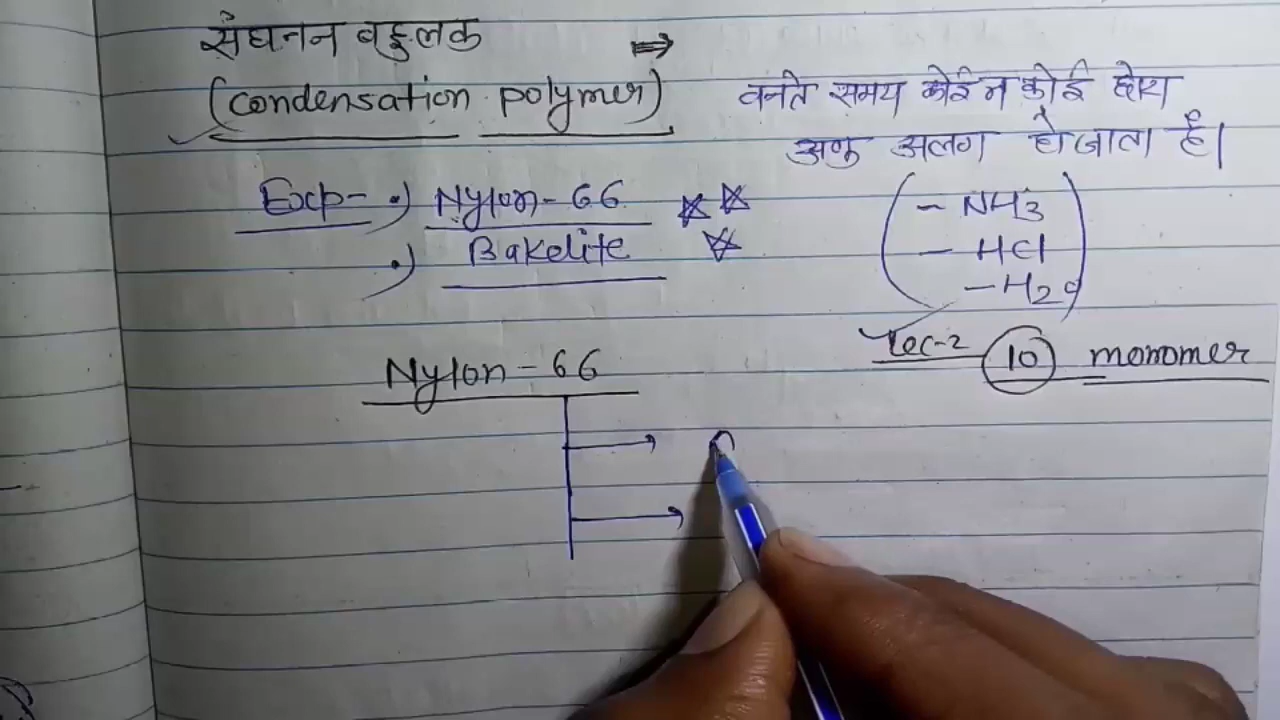 संघनन बहुलक
(condensation polymer) ⇒ बनते समय कोई न कोई छोटा
अणु अलग हो जाता है।
Exp- •) Nylon-66
•) Bakelite
- NH3
- HCl
- H2O
Lec-2 10 monomer
Nylon-66